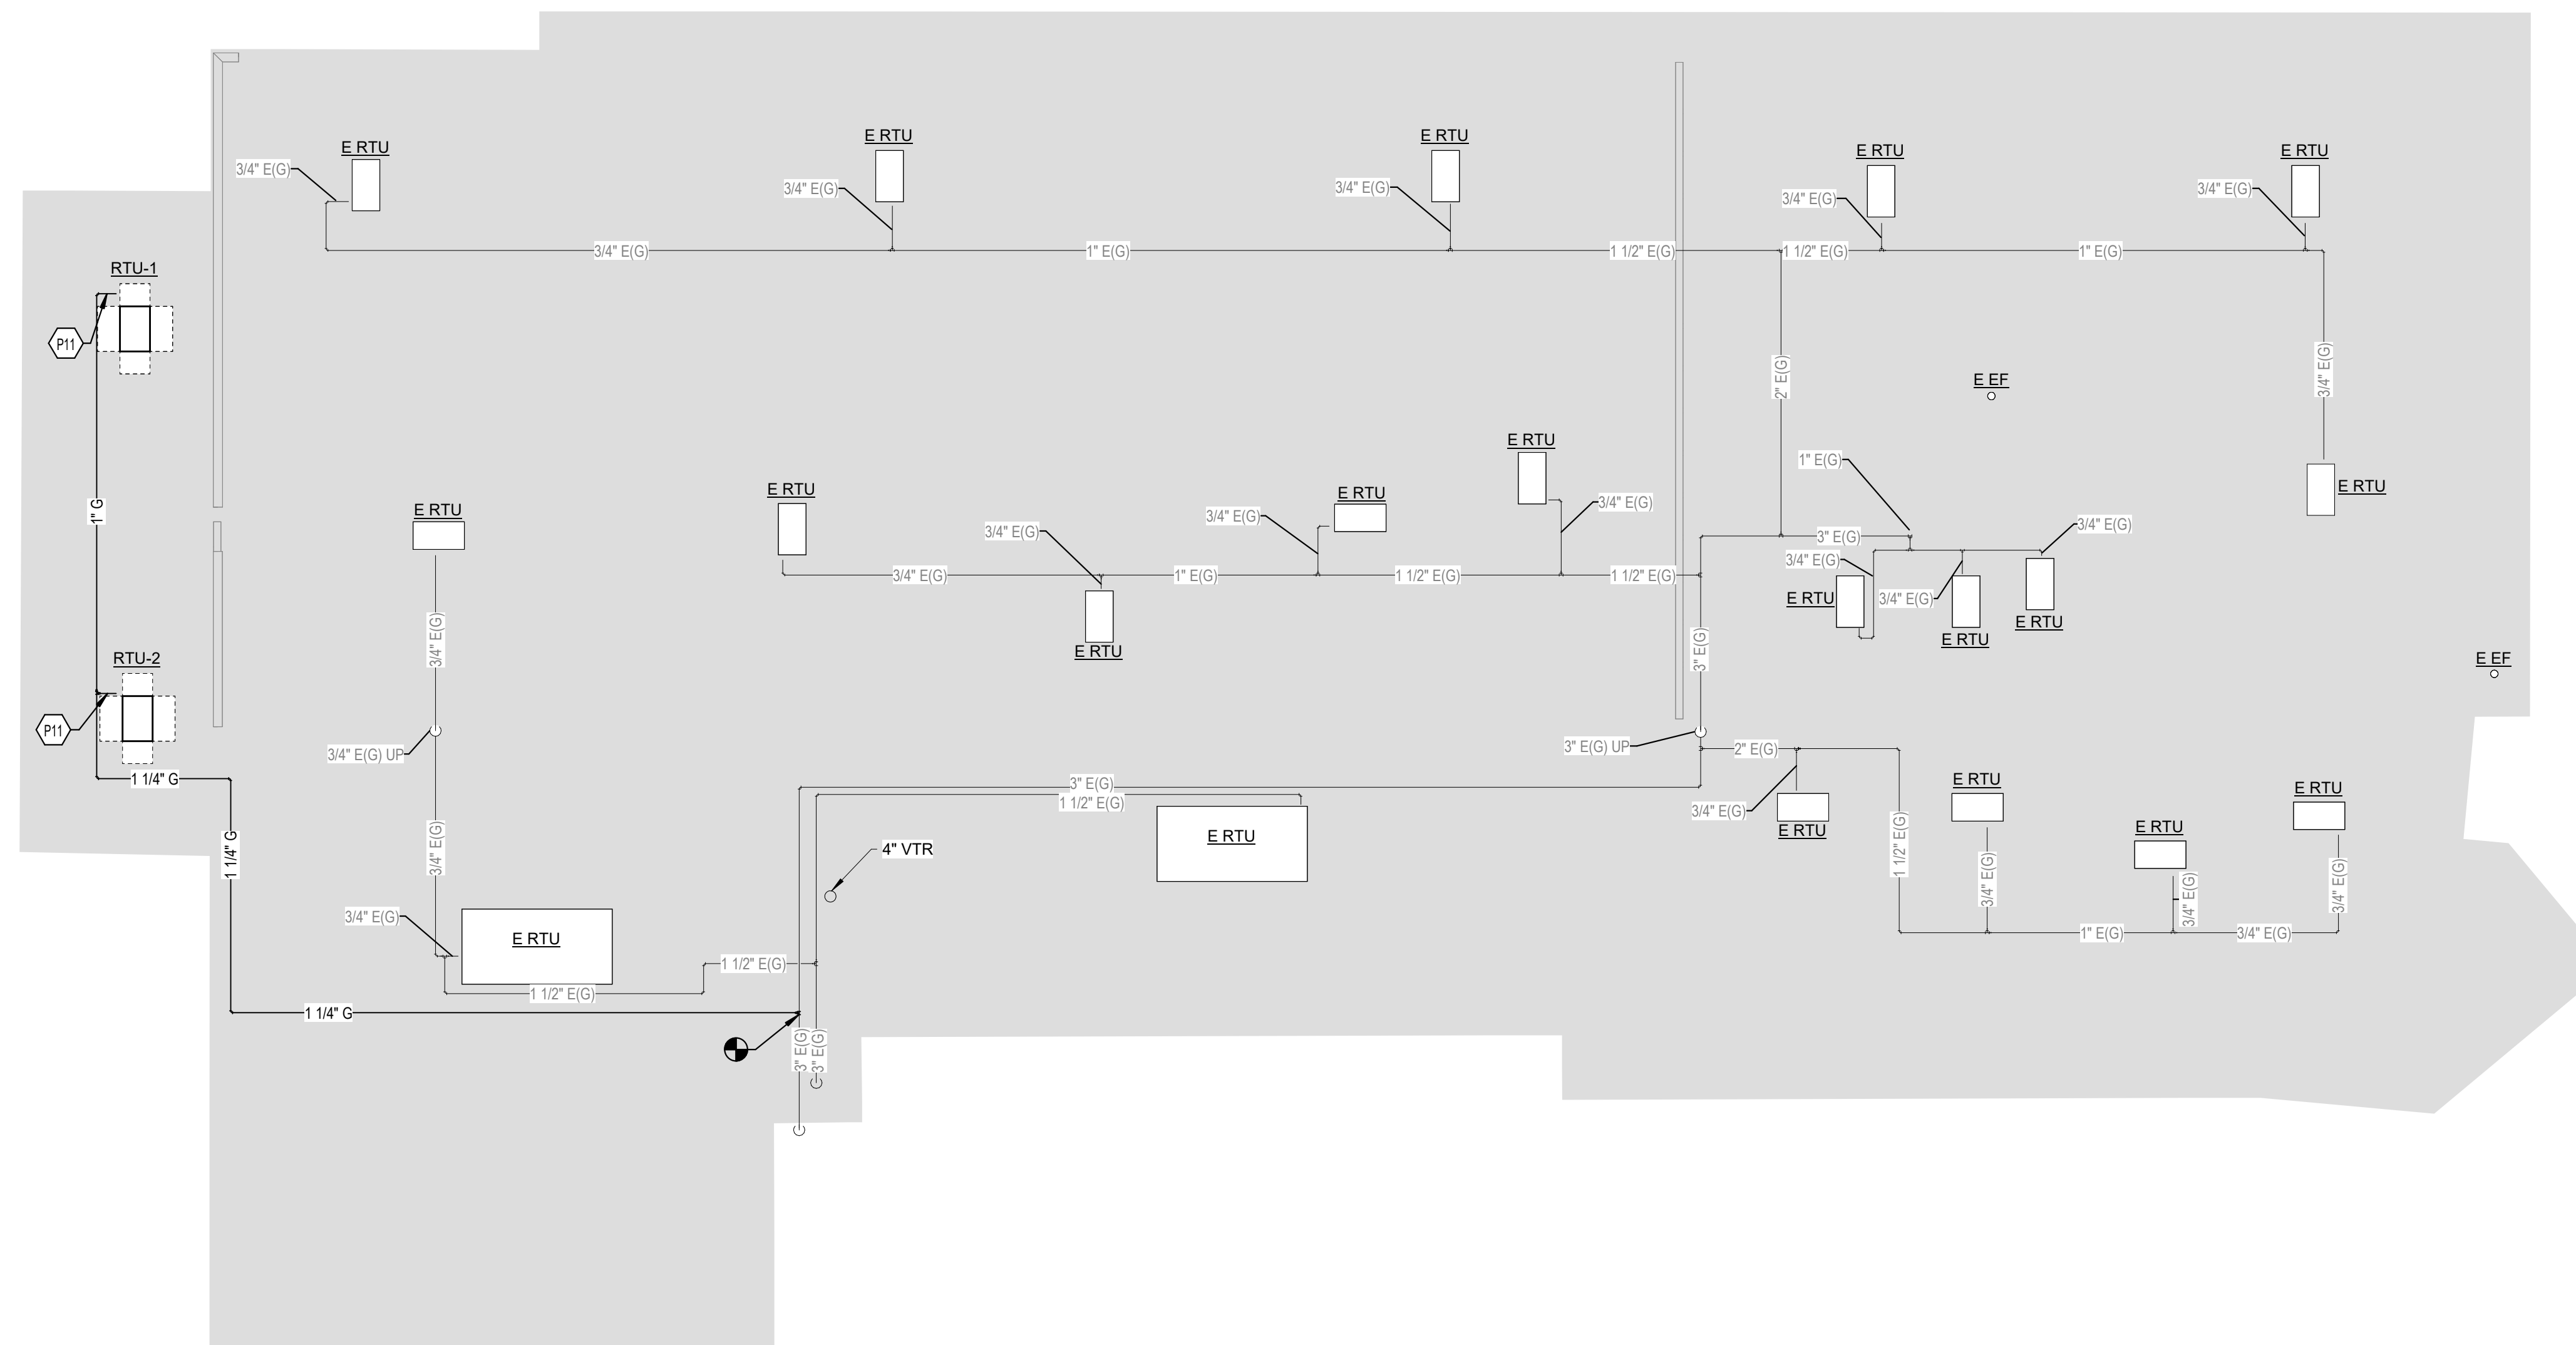 E RTU
E RTU
E RTU
E RTU
E RTU
3/4" E(G)
3/4" E(G)
3/4" E(G)
3/4" E(G)
3/4" E(G)
3/4" E(G)
1" E(G)
1 1/2" E(G)
1 1/2" E(G)
1" E(G)
RTU-1
P11
2" E(G)
3/4" E(G)
E EF
E RTU
1" E(G)
E RTU
E RTU
E RTU
3/4" E(G)
1" G
E RTU
3/4" E(G)
3/4" E(G)
3/4" E(G)
3" E(G)
3/4" E(G)
3/4" E(G)
1" E(G)
1 1/2" E(G)
1 1/2" E(G)
E RTU
3/4" E(G)
E RTU
E RTU
3/4" E(G)
E RTU
3" E(G)
E RTU
RTU-2
E EF
P11
3/4" E(G) UP
3" E(G) UP
2" E(G)
1 1/4" G
3" E(G)
E RTU
E RTU
1 1/2" E(G)
3/4" E(G)
E RTU
E RTU
E RTU
1 1/4" G
3/4" E(G)
4" VTR
1 1/2" E(G)
3/4" E(G)
3/4" E(G)
3/4" E(G)
3/4" E(G)
E RTU
1" E(G)
3/4" E(G)
1 1/2" E(G)
1 1/2" E(G)
1 1/4" G
3" E(G)
3" E(G)